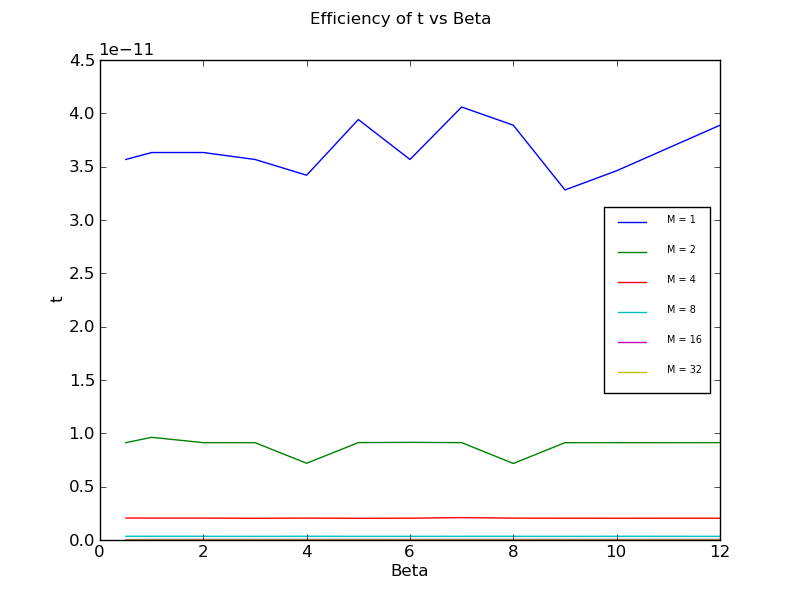 Efficiency of t vs Beta
1e−11
4.5
4.0
3.5
3.0
2.5
2.0
1.5
1.0
0.5
0.0
t
M = 1
M = 2
M = 4
M = 8
M = 16
M = 32
0 2 4 6 8 10 12
Beta